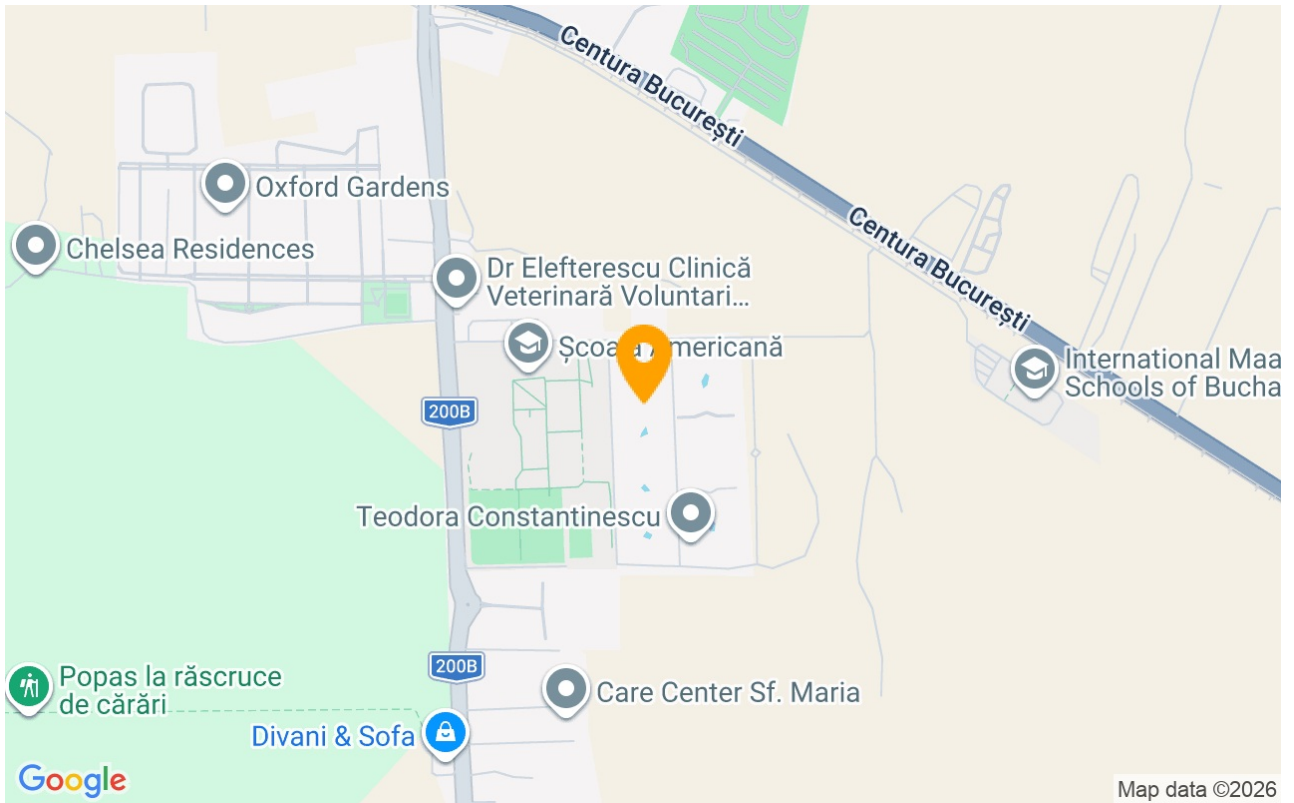 Centura București
Oxford Gardens
Centura București
Chelsea Residences
Dr Elefterescu Clinică
Veterinară Voluntari...
Școa a Americană
International Maa
Schools of Bucha
200B
Teodora Constantinescu
200B
Popas la răscruce
de cărări
Care Center Sf. Maria
Divani & Sofa
Google
Map data ©2026